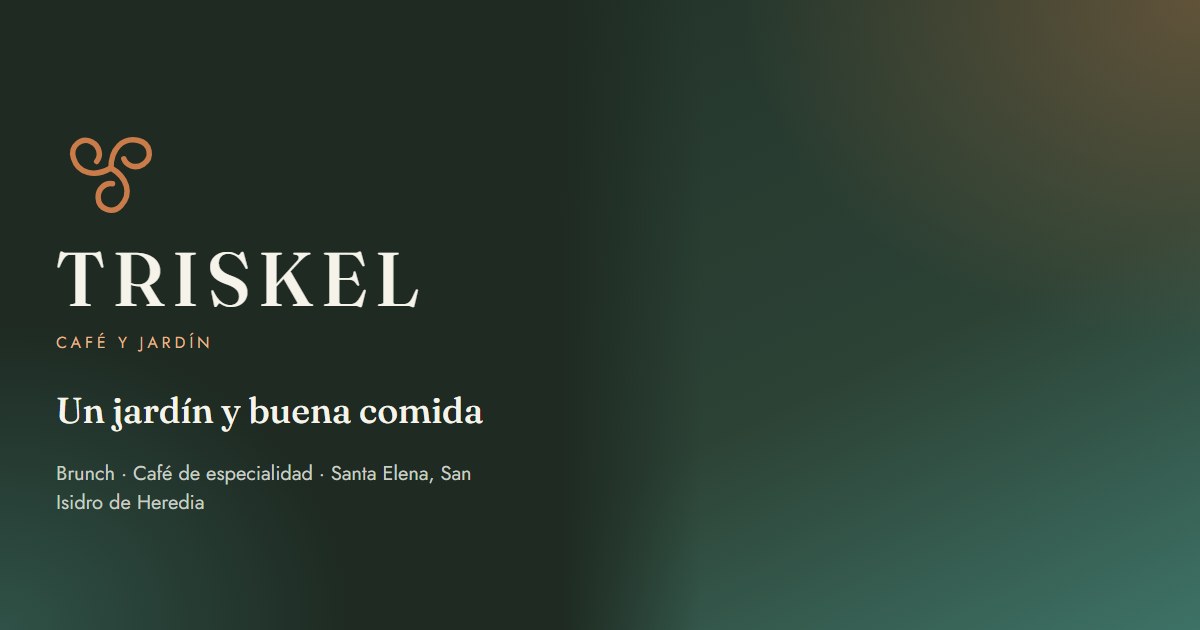 TRISKEL
CAFÉ Y JARDÍN
Un jardín y buena comida
Brunch · Café de especialidad · Santa Elena, San
Isidro de Heredia